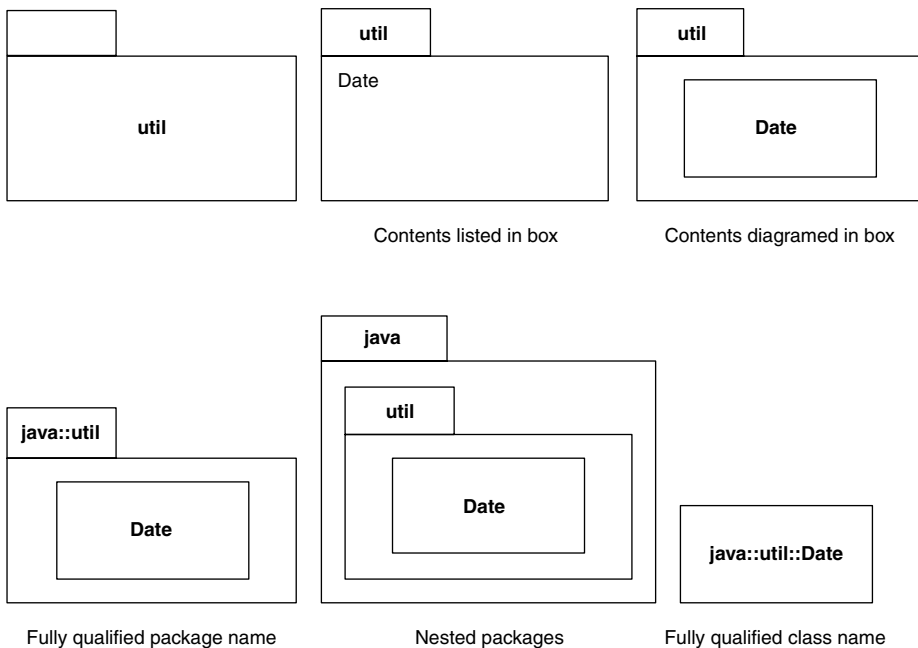 util
util
Date
Contents listed in box
util
Date
Contents diagramed in box
java::util
Date
Fully qualified package name
java
util
Date
Nested packages
java::util::Date
Fully qualified class name